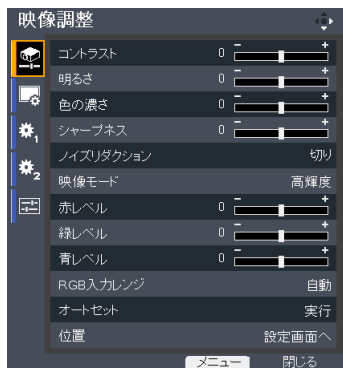 映像調整
コントラスト 0 - +
明るさ 0 - +
色の濃さ 0 - +
シャープネス 0 - +
ノイズリダクション 切り
映像モード 高輝度
赤レベル 0 - +
緑レベル 0 - +
青レベル 0 - +
RGB入力レンジ 自動
オートセット 実行
位置 設定画面へ
1
2
メニュー 閉じる